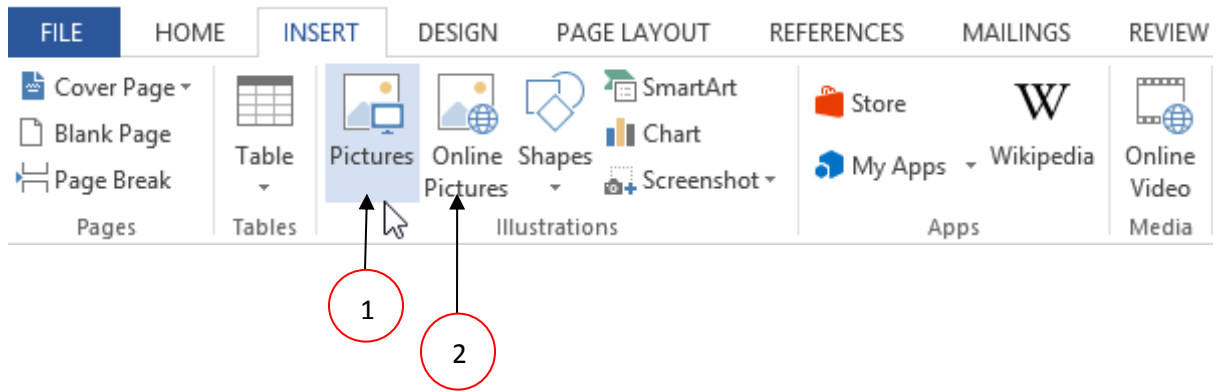 FILE HOME INSERT DESIGN PAGE LAYOUT REFERENCES MAILINGS REVIEW
Cover Page
Blank Page
Page Break
Pages
Table
Tables
Pictures
Online
Pictures
Shapes
SmartArt
Chart
Screenshot
Illustrations
Store
My Apps
W
Wikipedia
Apps
Online
Video
Media
1
2